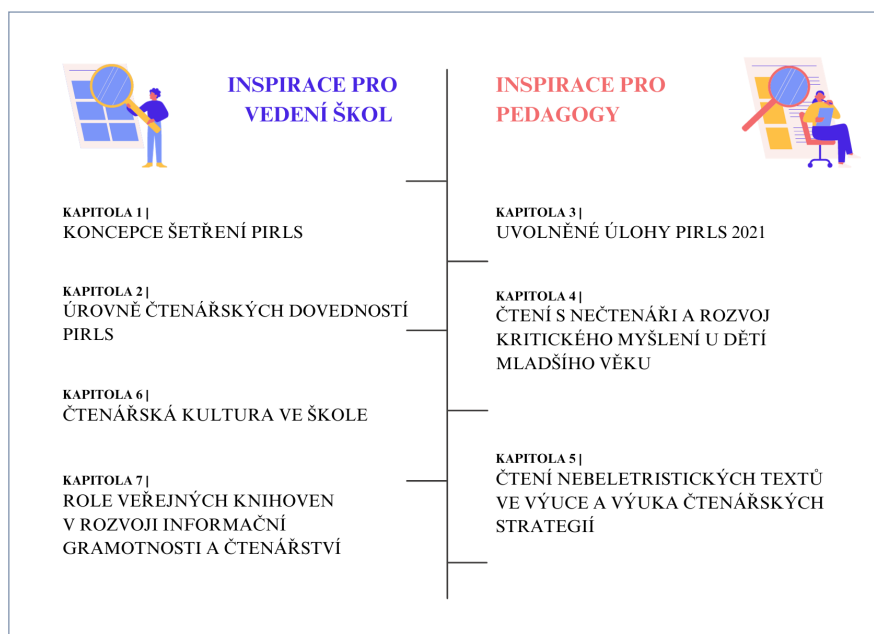 INSPIRACE PRO
VEDENÍ ŠKOL
KAPITOLA 1 |
KONCEPCE ŠETŘENÍ PIRLS
KAPITOLA 2 |
ÚROVNĚ ČTENÁŘSKÝCH DOVEDNOSTÍ
PIRLS
KAPITOLA 6 |
ČTENÁŘSKÁ KULTURA VE ŠKOLE
KAPITOLA 7 |
ROLE VEŘEJNÝCH KNIHOVEN
V ROZVOJI INFORMAČNÍ
GRAMOTNOSTI A ČTENÁŘSTVÍ
INSPIRACE PRO
PEDAGOGY
KAPITOLA 3 |
UVOLNĚNÉ ÚLOHY PIRLS 2021
KAPITOLA 4 |
ČTENÍ S NEČTENÁŘI A ROZVOJ
KRITICKÉHO MYŠLENÍ U DĚTÍ
MLADŠÍHO VĚKU
KAPITOLA 5 |
ČTENÍ NEBELETRISTICKÝCH TEXTŮ
VE VÝUCE A VÝUKA ČTENÁŘSKÝCH
STRATEGIÍ